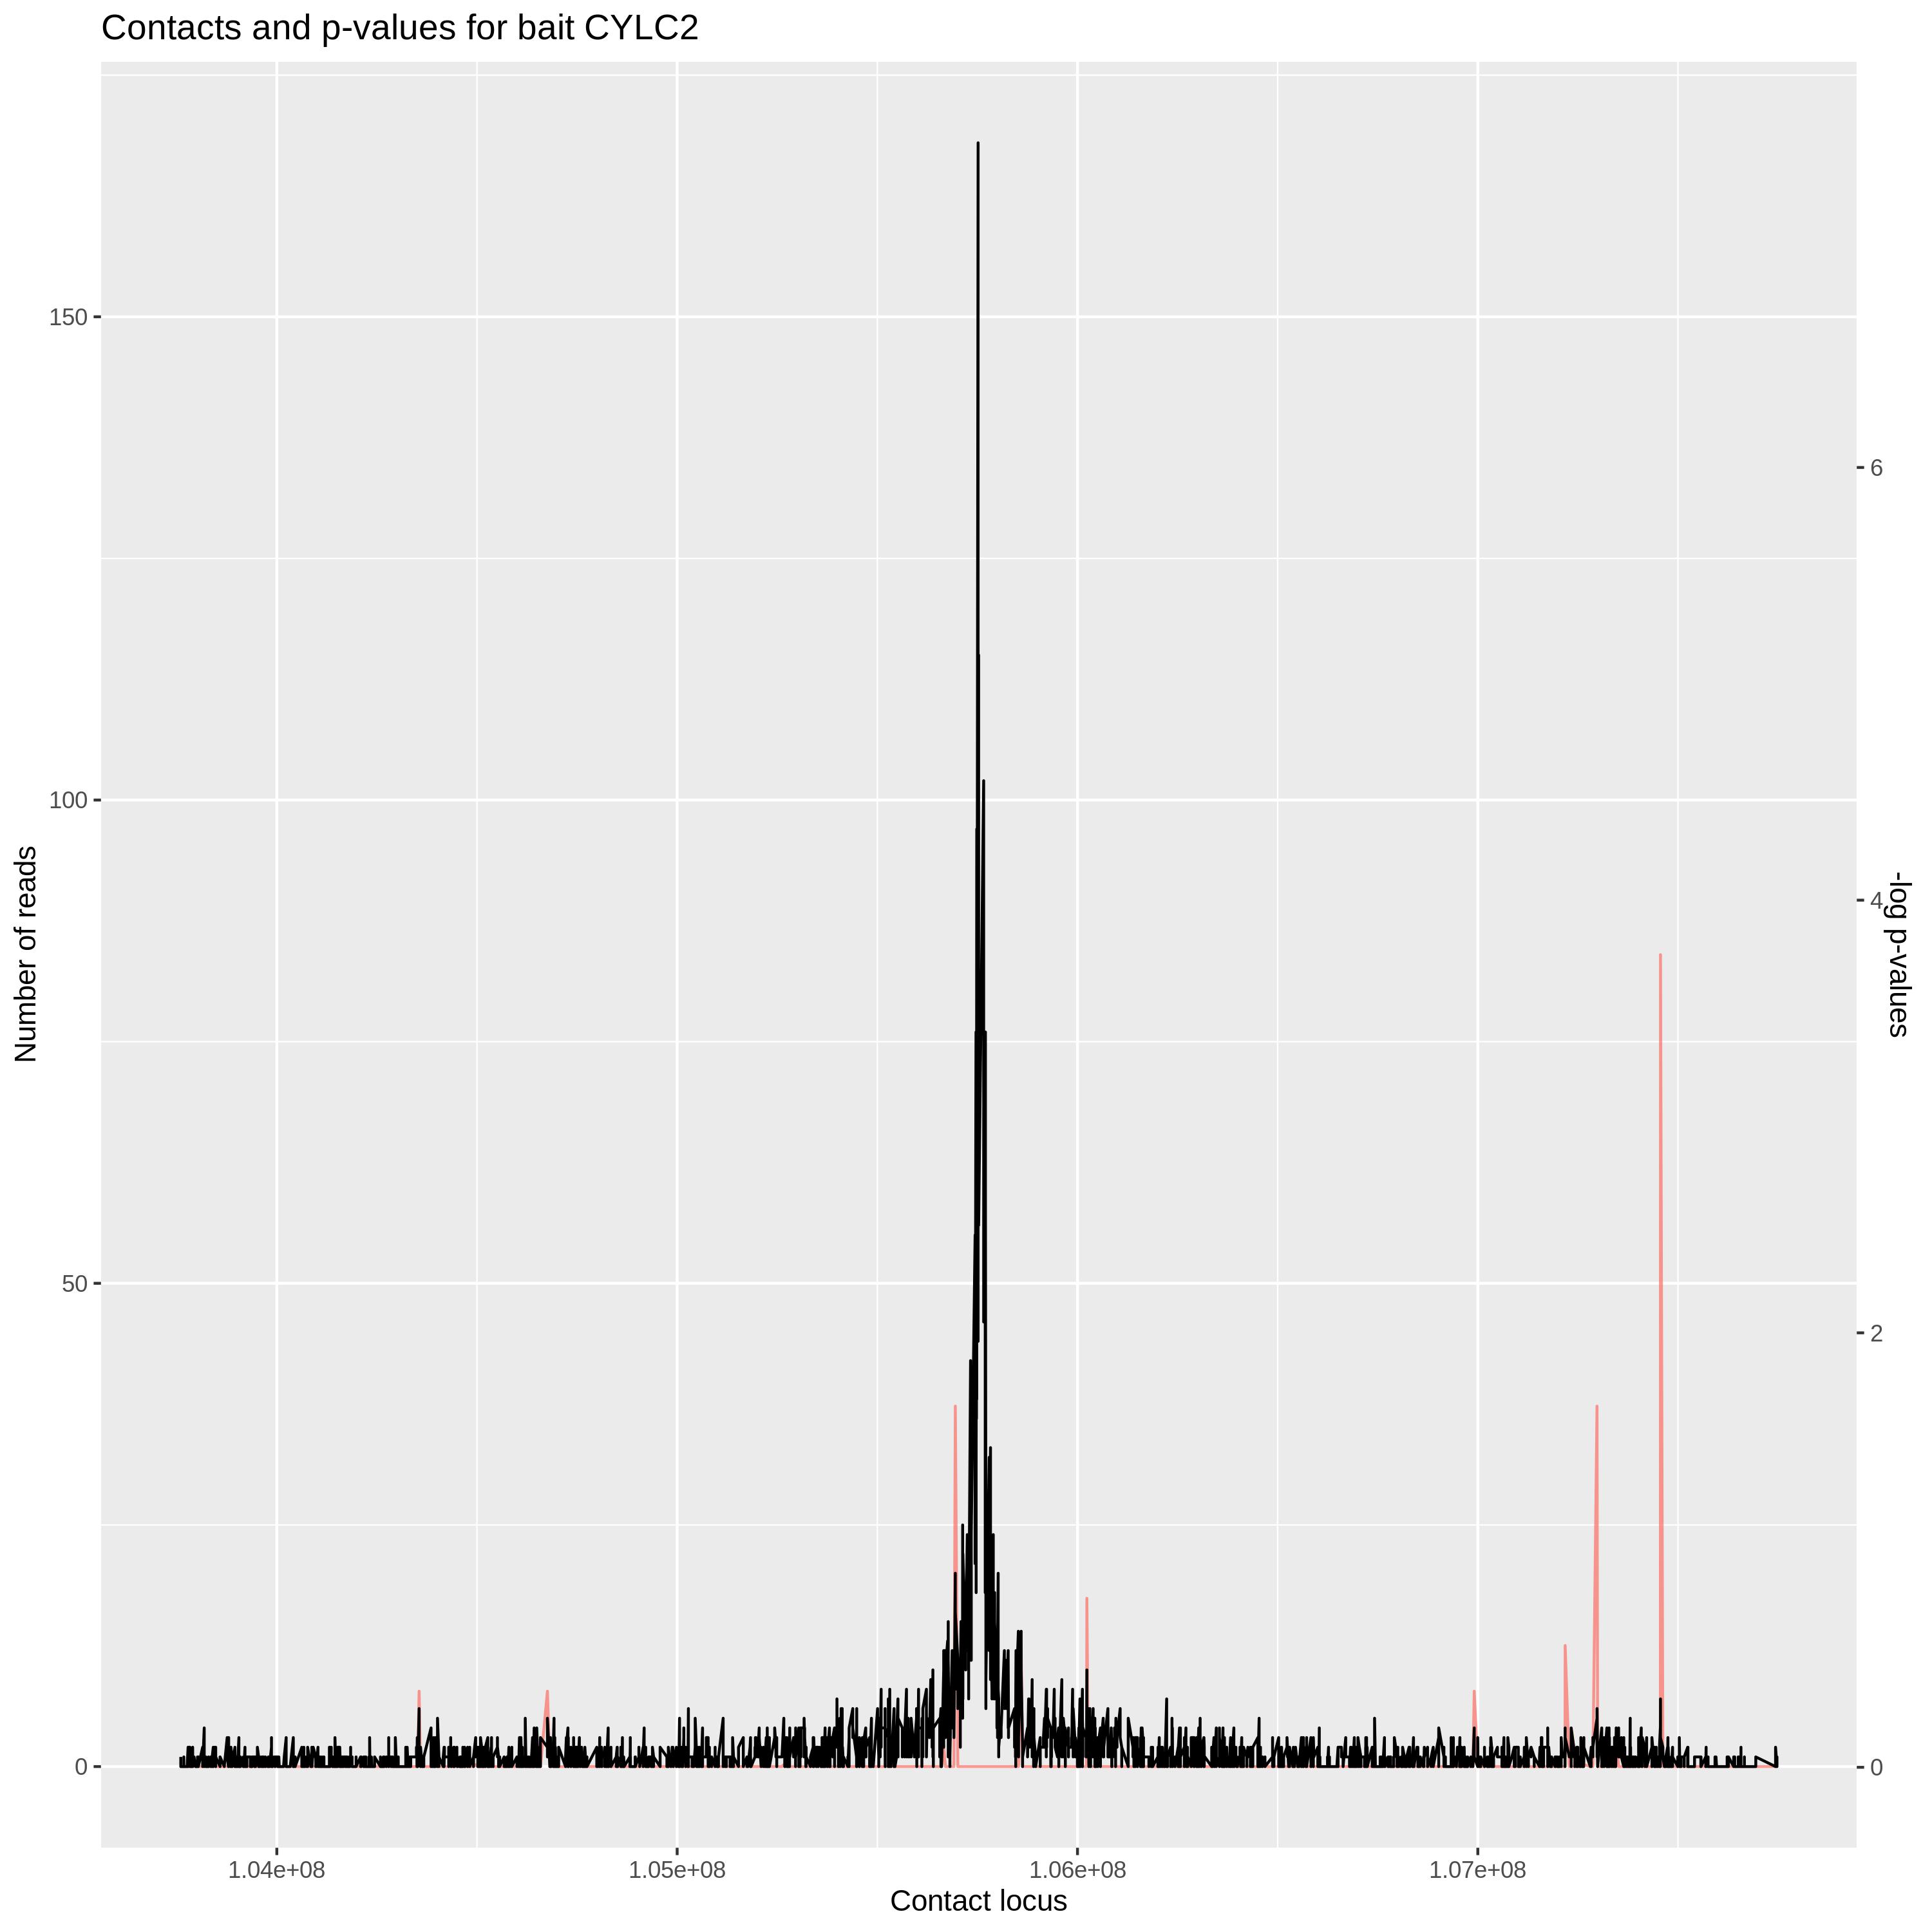 Contacts and p-values for bait CYLC2
150
100
50
0
Number of reads
6
4
2
0
-log p-values
1.04e+08
1.05e+08
1.06e+08
1.07e+08
Contact locus